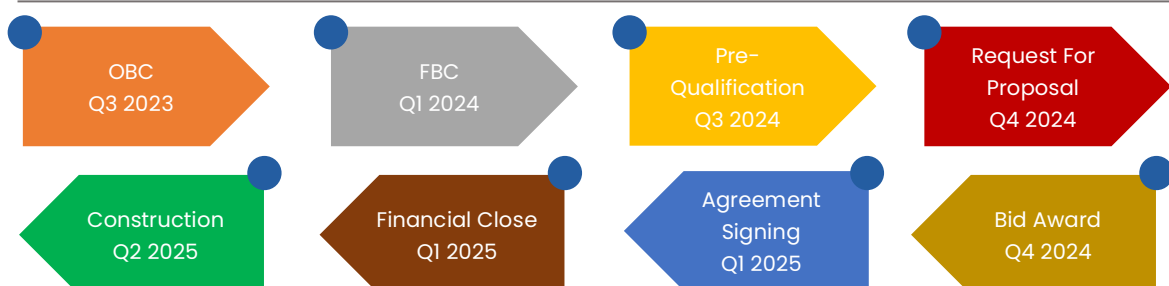 OBC
Q3 2023
FBC
Q1 2024
Pre-
Qualification
Q3 2024
Request For
Proposal
Q4 2024
Construction
Q2 2025
Financial Close
Q1 2025
Agreement
Signing
Q1 2025
Bid Award
Q4 2024